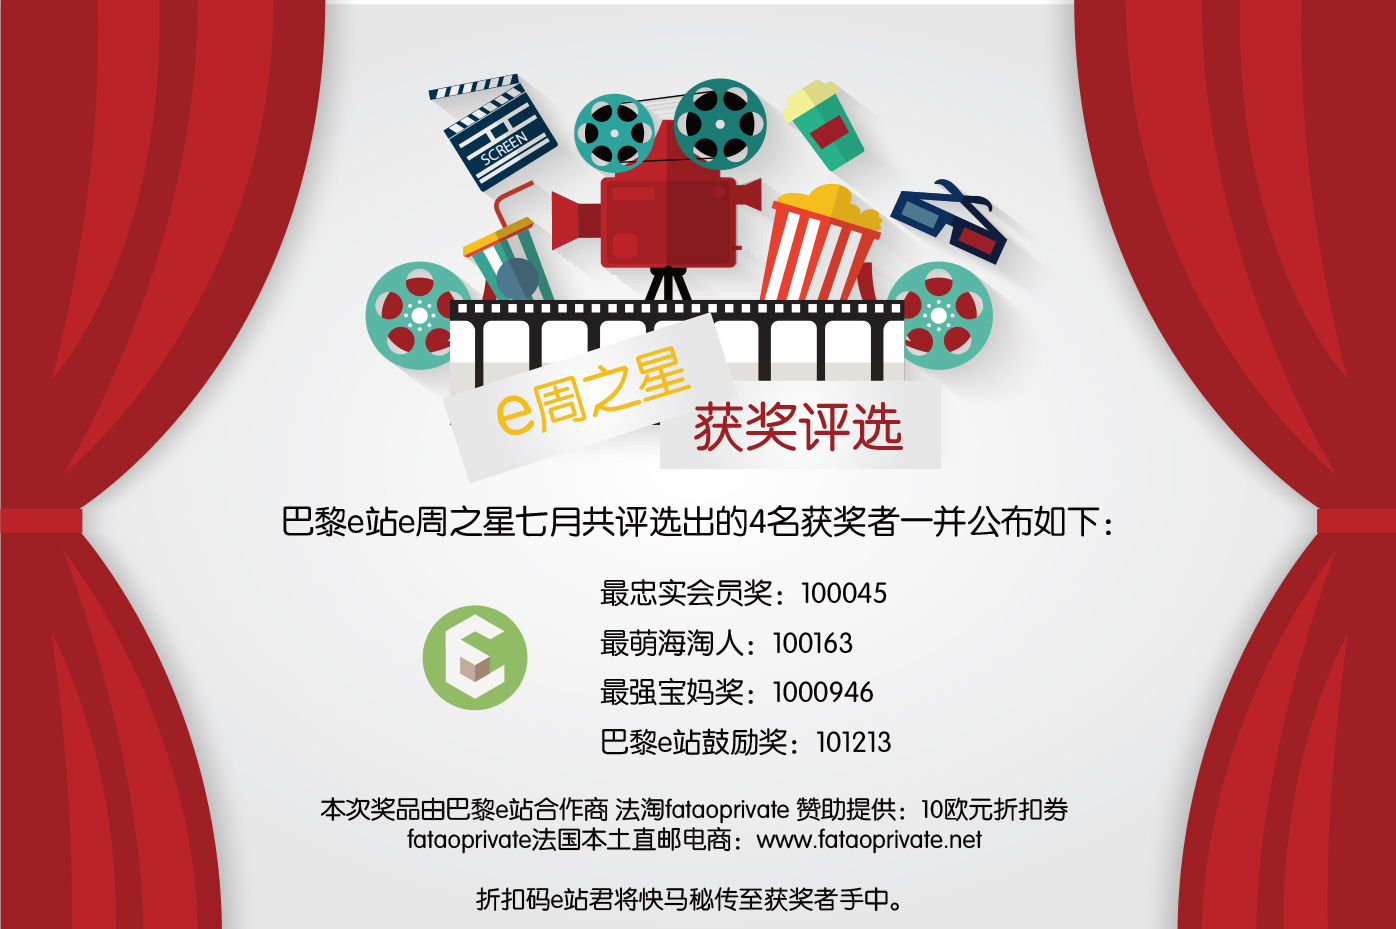 SCREEN
e周之星
获奖评选
巴黎e站e周之星七月共评选出的4名获奖者一并公布如下：
最忠实会员奖：100045
最萌海淘人：100163
最强宝妈奖：1000946
巴黎e站鼓励奖：101213
本次奖品由巴黎e站合作商 法淘fataoprivate 赞助提供：10欧元折扣券
fataoprivate法国本土直邮电商：www.fataoprivate.net
折扣码e站君将快马秘传至获奖者手中。